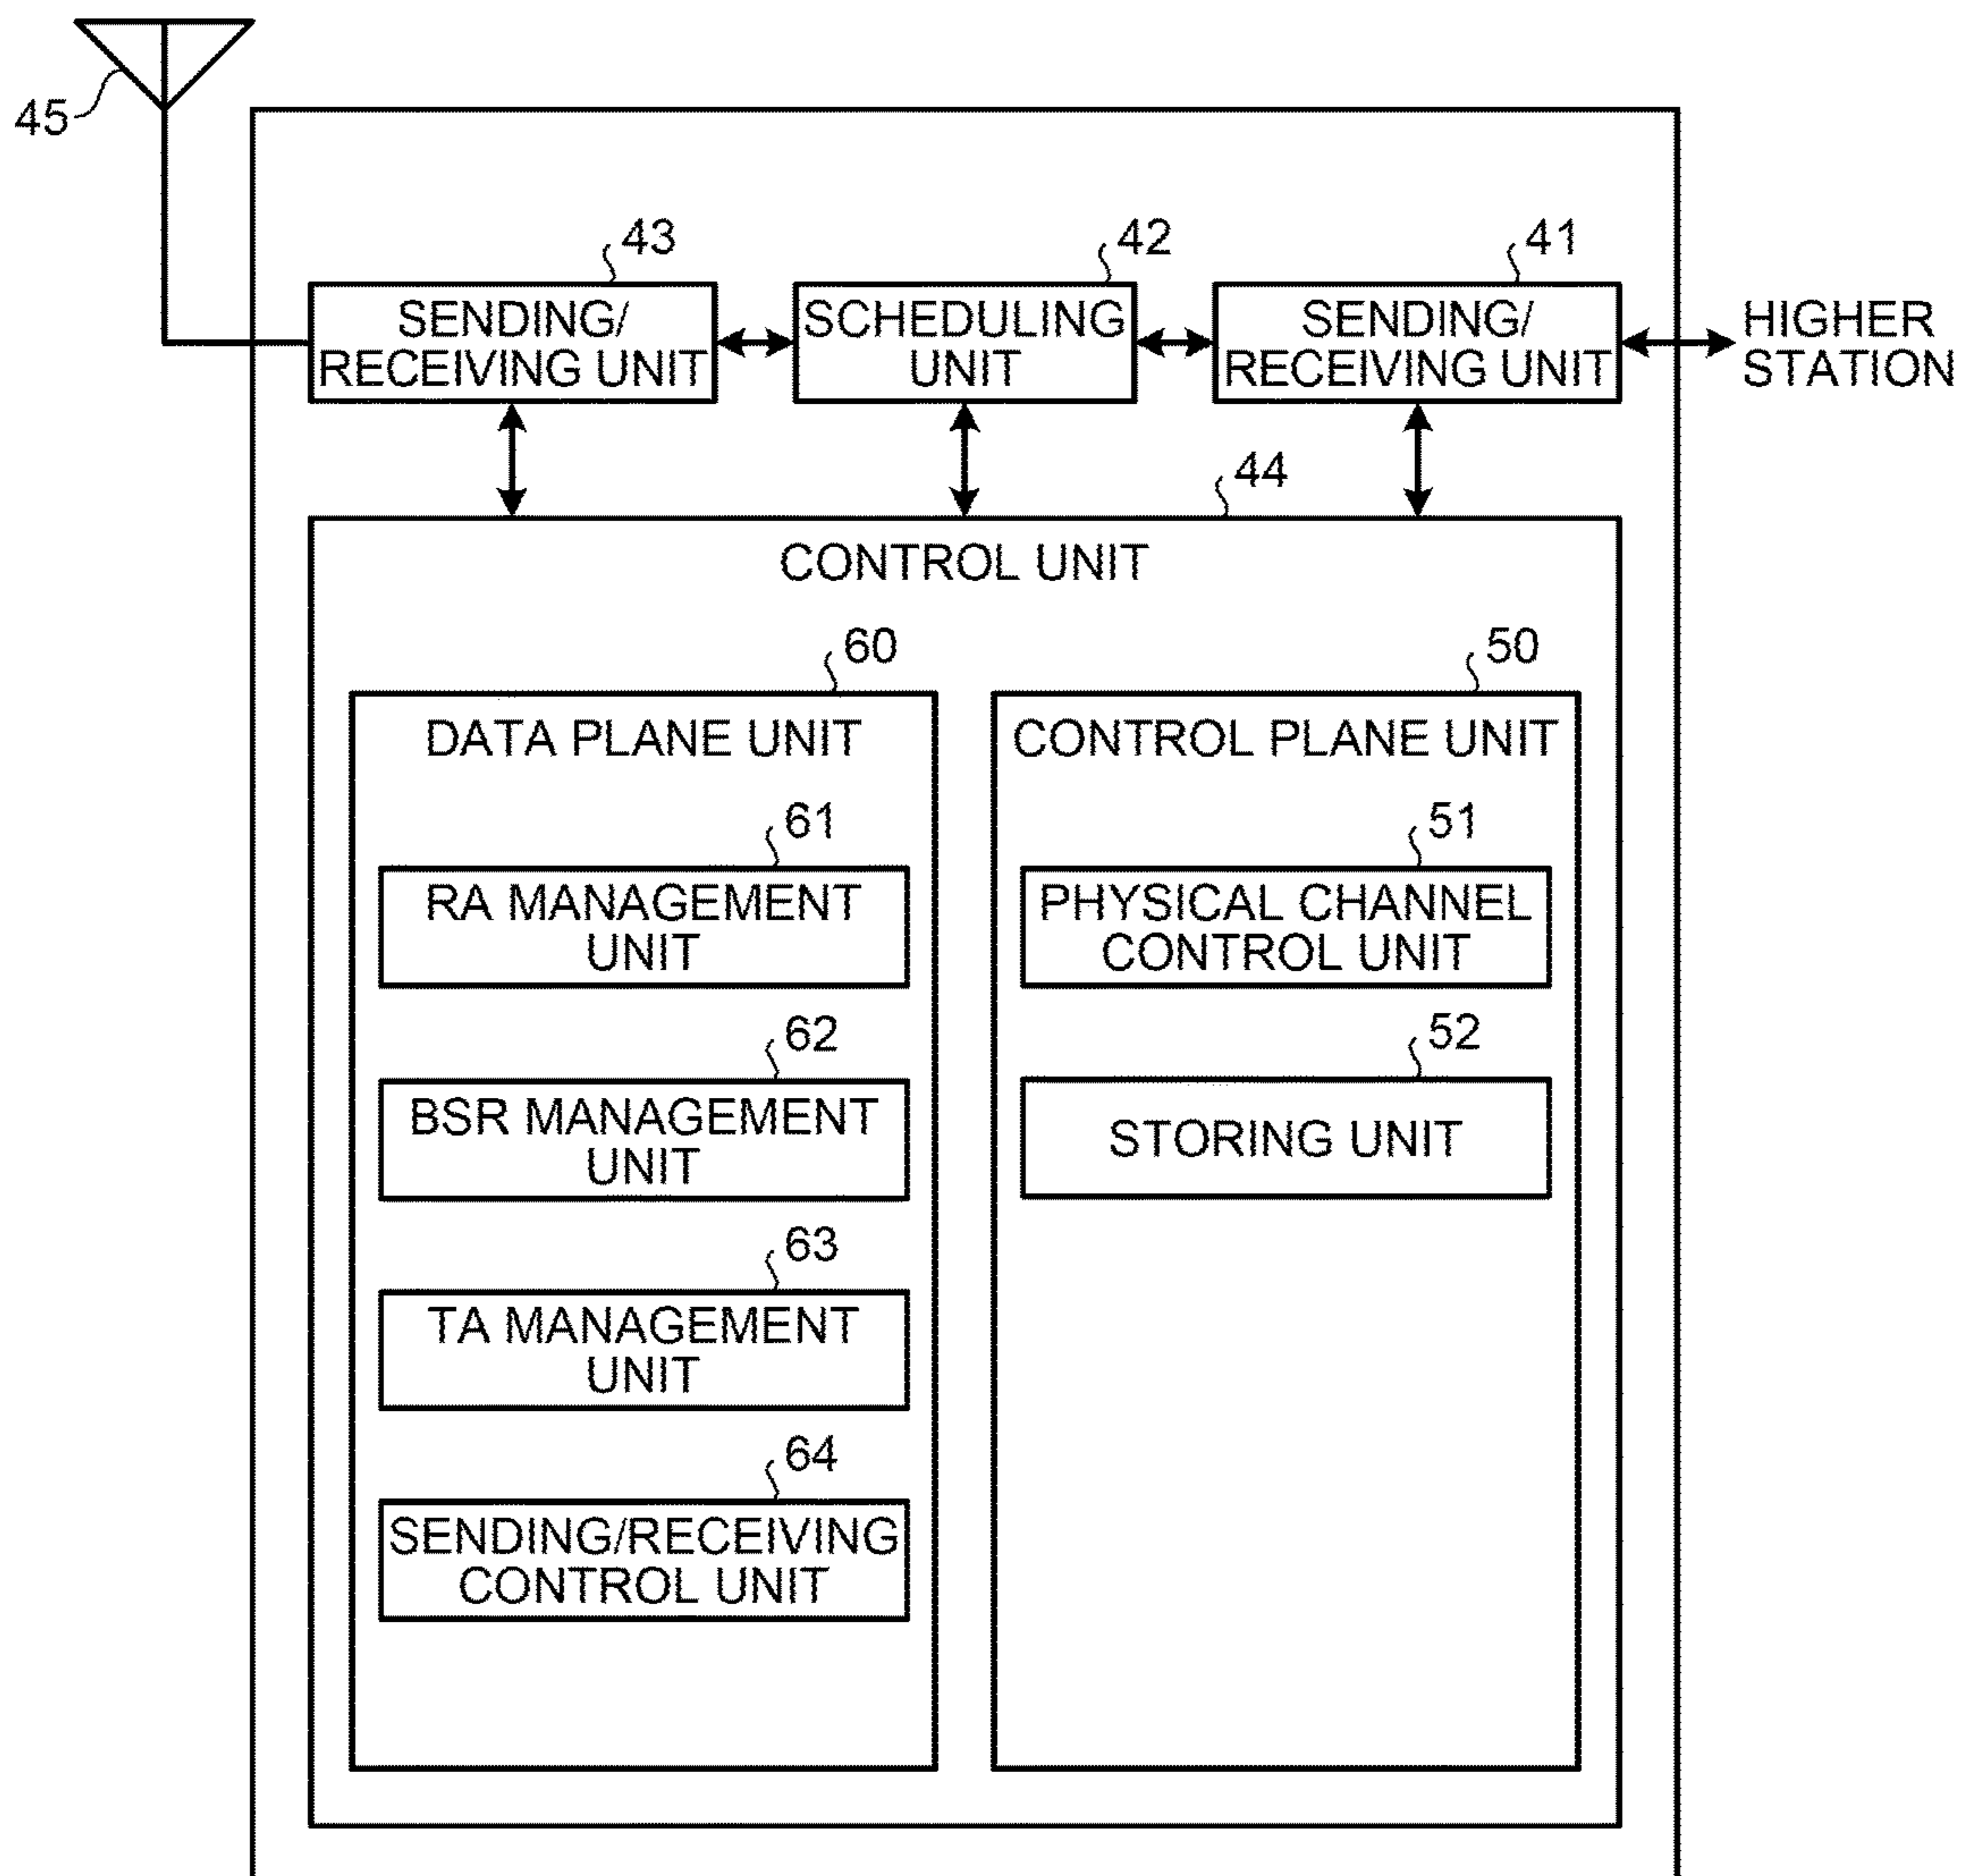 45
43
42
41
SENDING/
RECEIVING UNIT
SCHEDULING
UNIT
SENDING/
RECEIVING UNIT
HIGHER
STATION
44
CONTROL UNIT
60
DATA PLANE UNIT
61
RA MANAGEMENT
UNIT
62
BSR MANAGEMENT
UNIT
63
TA MANAGEMENT
UNIT
64
SENDING/RECEIVING
CONTROL UNIT
50
CONTROL PLANE UNIT
51
PHYSICAL CHANNEL
CONTROL UNIT
52
STORING UNIT